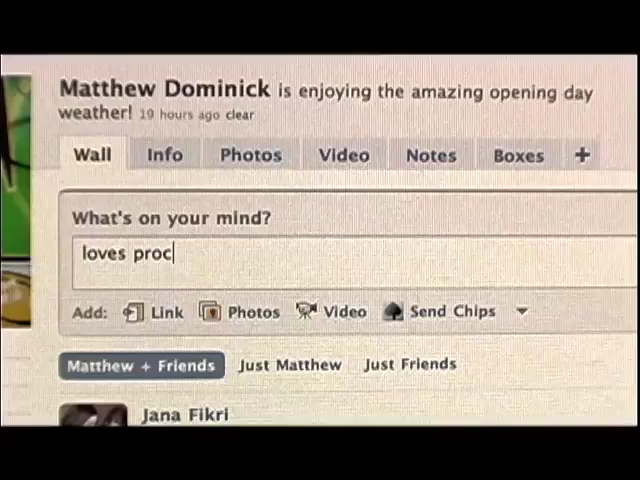 Matthew Dominick is enjoying the amazing opening day
weather! 19 hours ago clear
Wall Info Photos Video Notes Boxes +
What's on your mind?
loves proc
Add: Link Photos Video Send Chips
Matthew + Friends Just Matthew Just Friends
Jana Fikri